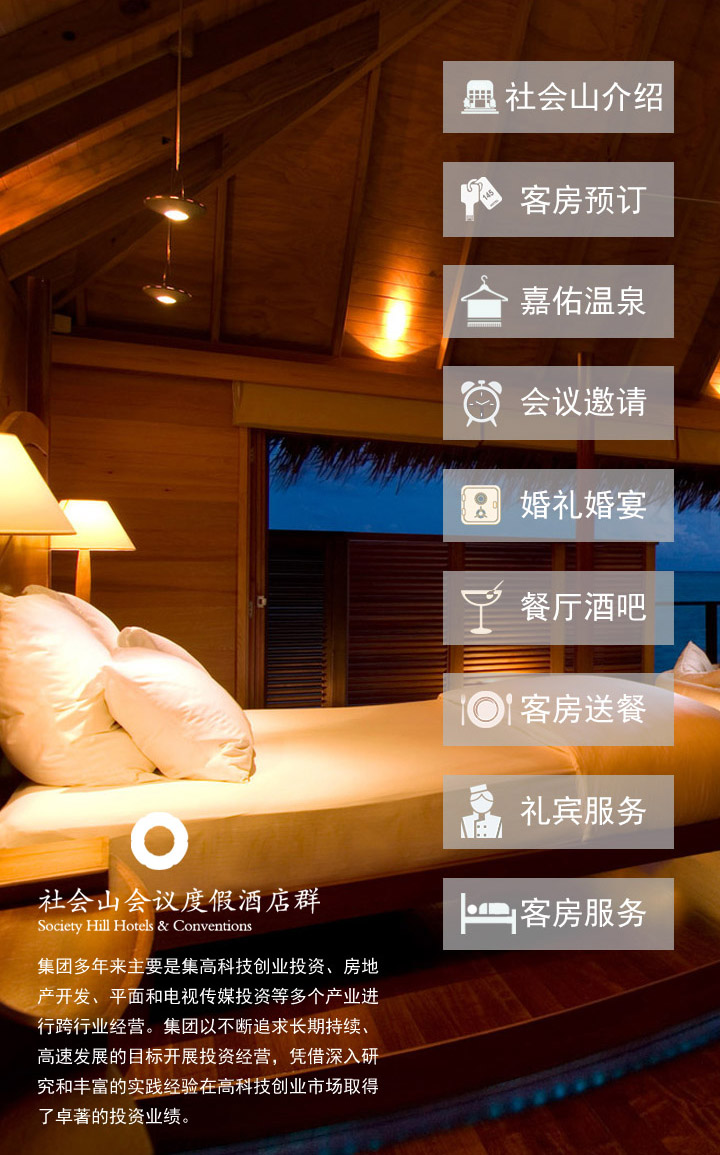 社会山介绍
145
客房预订
嘉佑温泉
会议邀请
婚礼婚宴
餐厅酒吧
客房送餐
礼宾服务
客房服务
社会山会议度假酒店群
Society Hill Hotels & Conventions
集团多年来主要是集高科技创业投资、房地
产开发、平面和电视传媒投资等多个产业进
行跨行业经营。集团以不断追求长期持续、
高速发展的目标开展投资经营，凭借深入研
究和丰富的实践经验在高科技创业市场取得
了卓著的投资业绩。